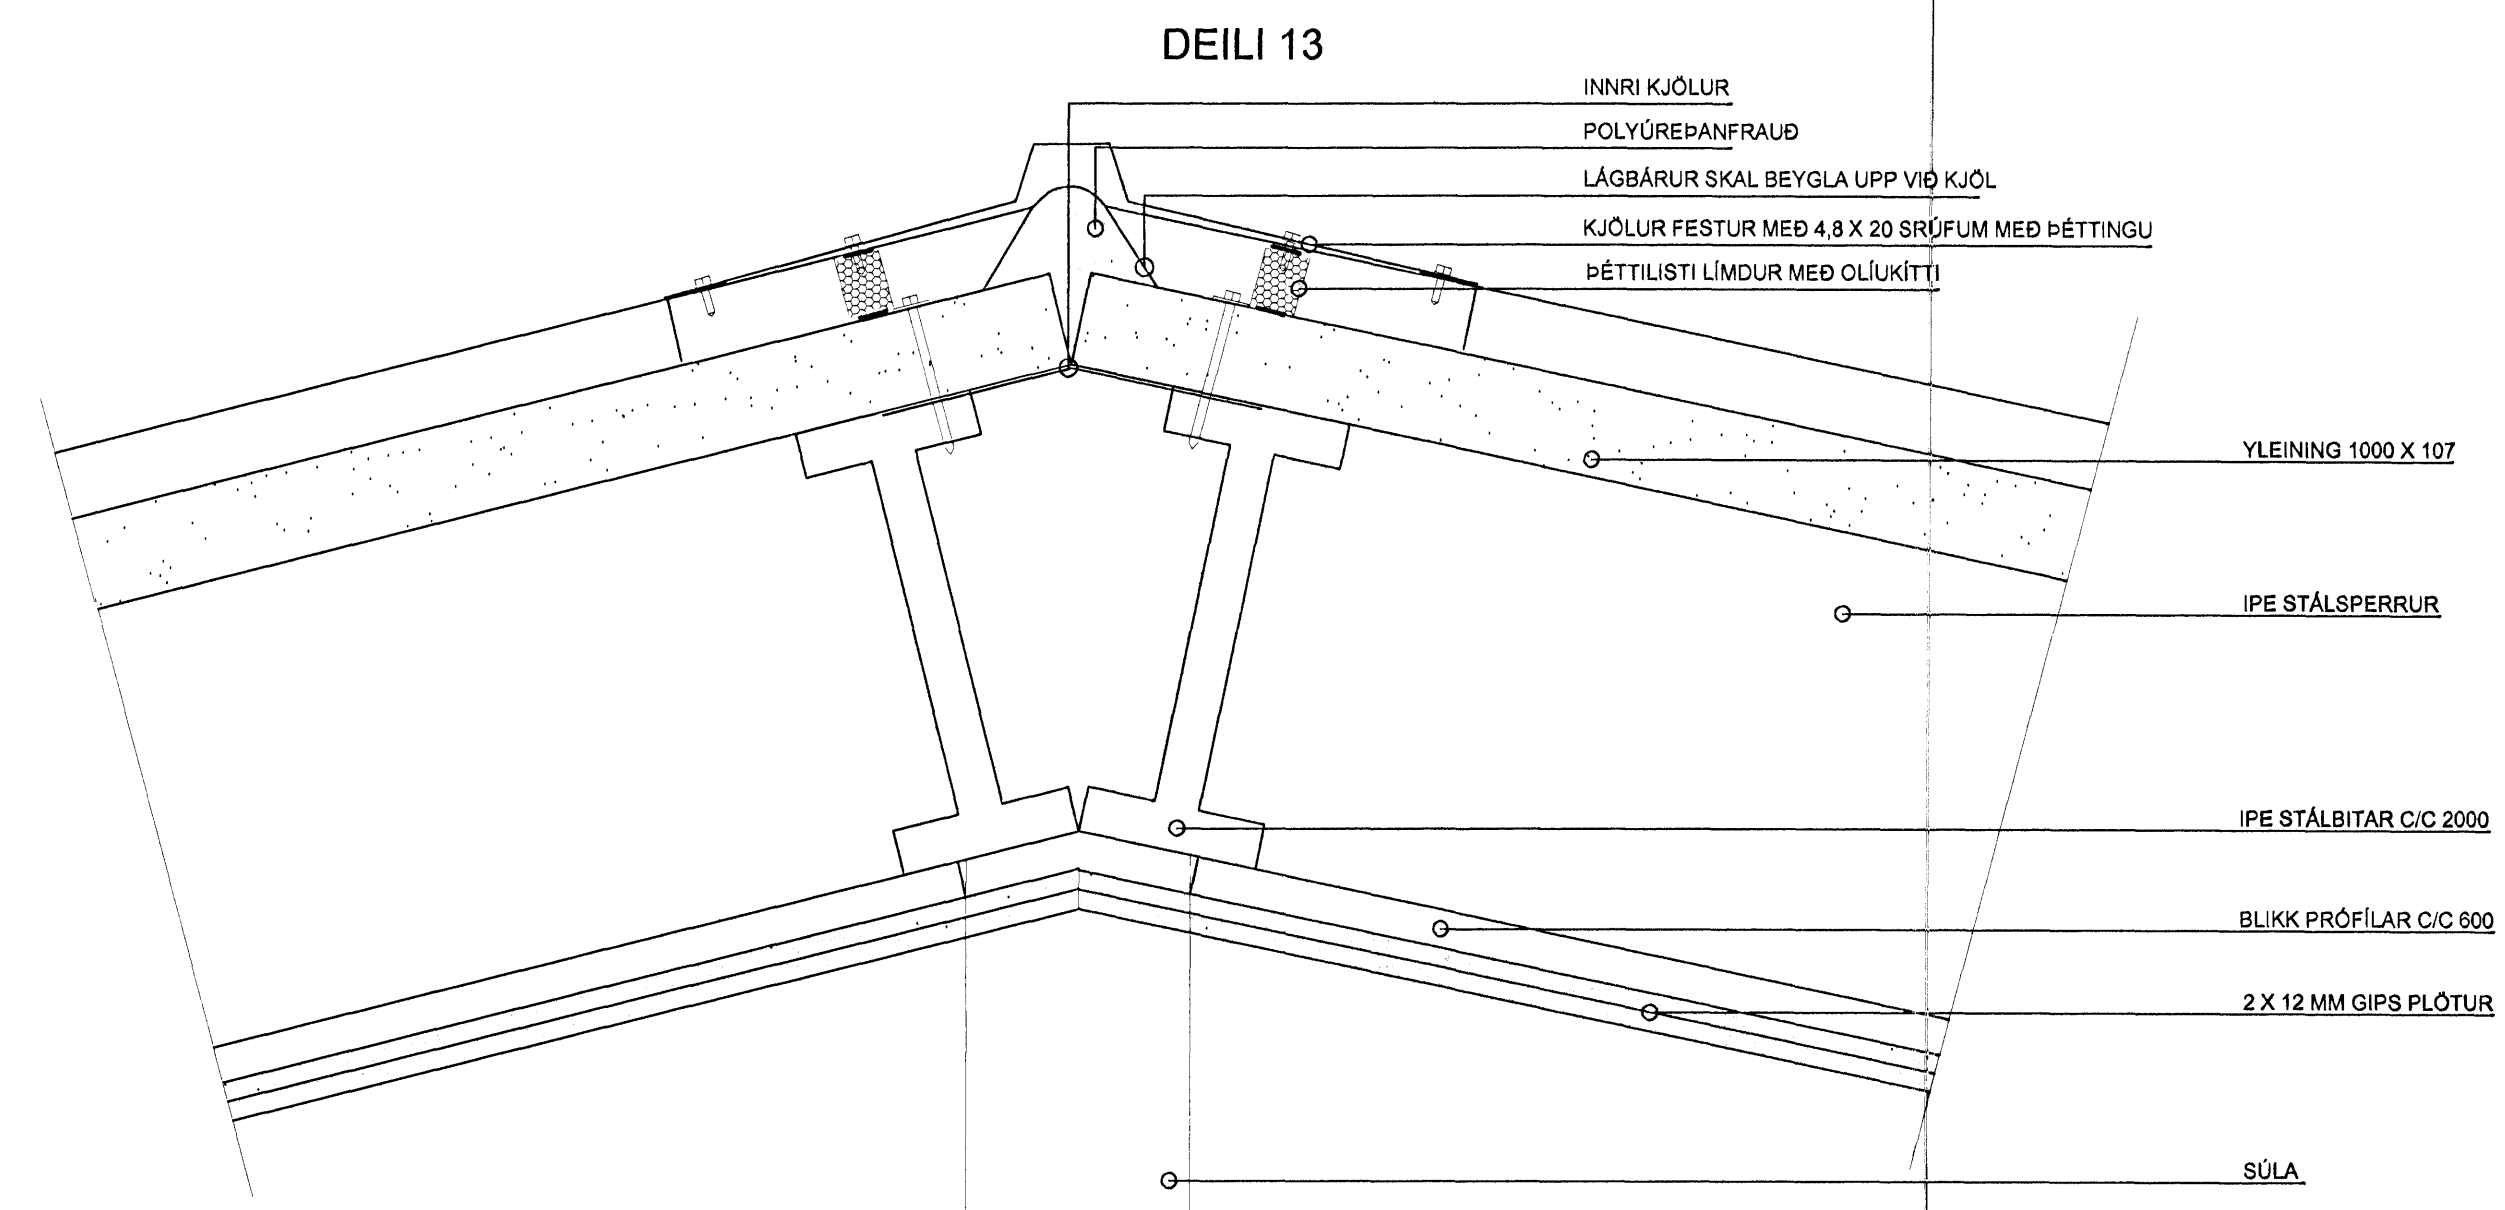 DEILI 13
INNRI KJÖLUR
POLYÚREÞANFRAUÐ
LÁGBÁRUR SKAL BEYGLA UPP VIÐ KJÖL
KJÖLUR FESTUR MEÐ 4,8 X 20 SRÚFUM MEÐ ÞÉTTINGU
ÞÉTTILISTI LÍMDUR MEÐ OLÍUKÍTTI
YLEINING 1000 X 107
IPE STÁLSPERRUR
IPE STÁLBITAR C/C 2000
BLIKK PRÓFÍLAR C/C 600
2 X 12 MM GIPS PLÖTUR
SÚLA